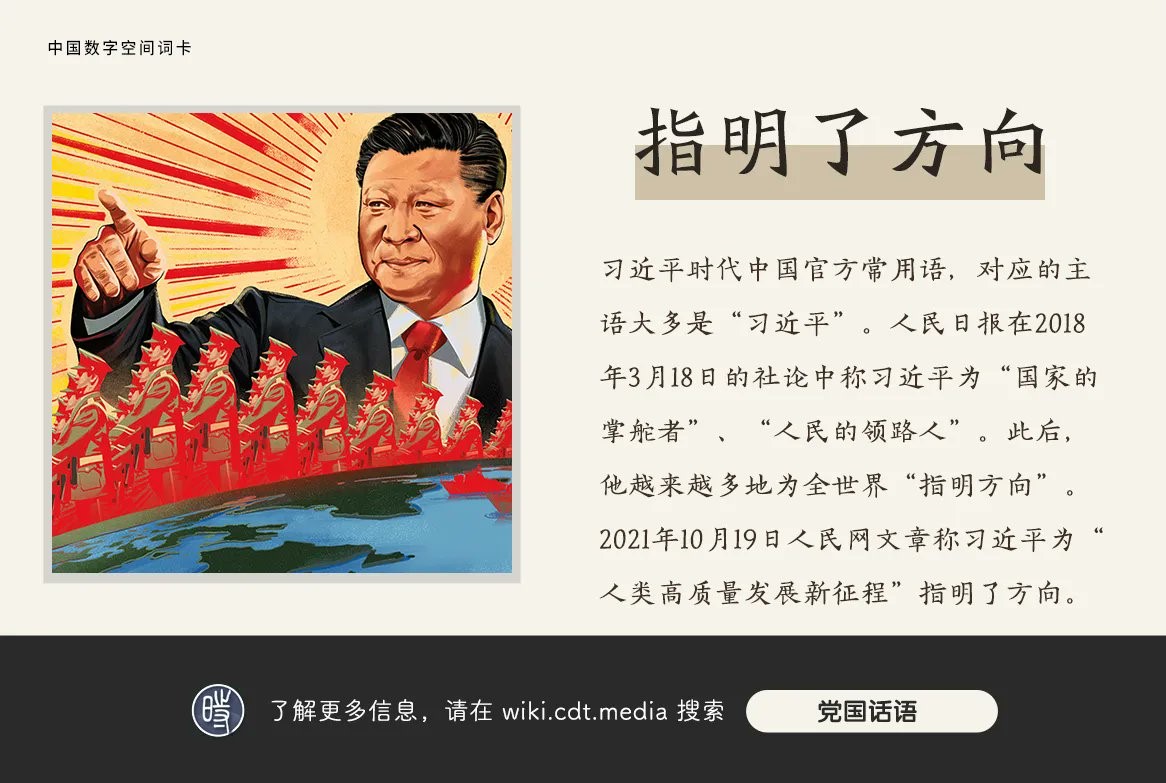 中国数字空间词卡
指明了方向
习近平时代中国官方常用语，对应的主
语大多是“习近平”。人民日报在2018
年3月18日的社论中称习近平为“国家的
掌舵者”、“人民的领路人”。此后，
他越来越多地为全世界“指明方向”。
2021年10月19日人民网文章称习近平为“
人类高质量发展新征程”指明了方向。
了解更多信息，请在 wiki.cdt.media 搜索
党国话语